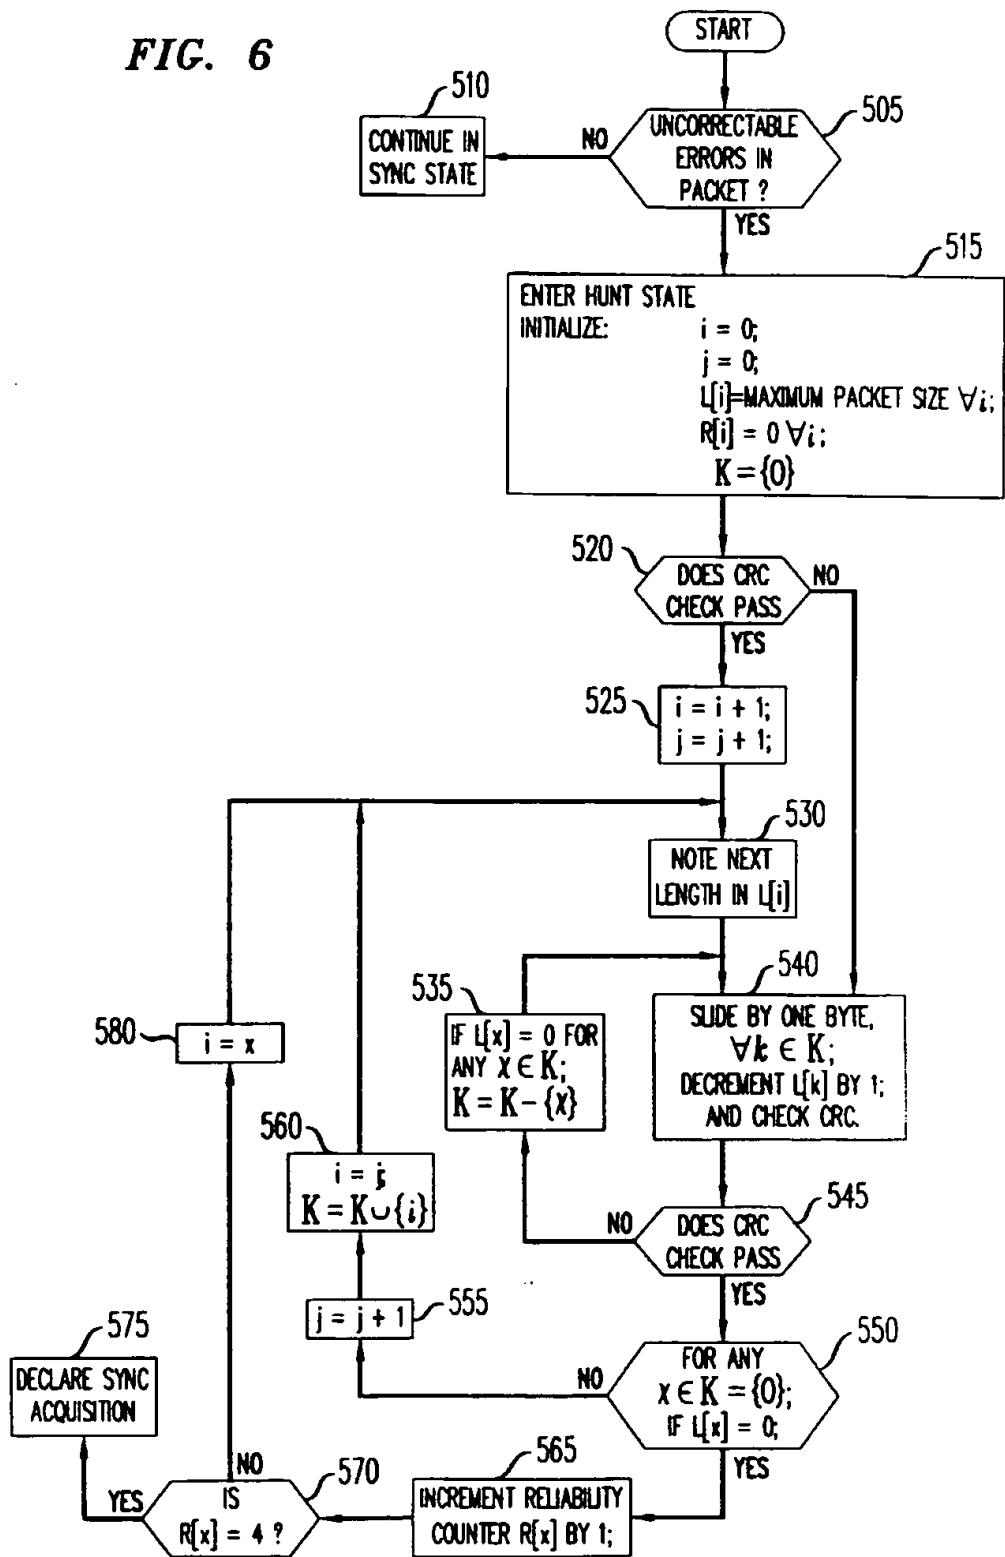 FIG. 6
START
510
505
CONTINUE IN
SYNC STATE
NO
UNCORRECTABLE
ERRORS IN
PACKET ?
YES
515
ENTER HUNT STATE
INITIALIZE: i = 0;
j = 0;
L[i]=MAXIMUM PACKET SIZE ∀i;
R[i] = 0 ∀i;
K = {0}
520
DOES CRC
CHECK PASS
NO
YES
525
i = i + 1;
j = j + 1;
530
NOTE NEXT
LENGTH IN L[i]
535
IF L[x] = 0 FOR
ANY x ∈ K;
K = K – {x}
540
SLIDE BY ONE BYTE,
∀k ∈ K;
DECREMENT L[k] BY 1;
AND CHECK CRC.
580
i = x
560
i = j;
K = K ∪ {i}
545
DOES CRC
CHECK PASS
NO
YES
555
j = j + 1
550
FOR ANY
x ∈ K = {0};
IF L[x] = 0;
NO
YES
575
DECLARE SYNC
ACQUISITION
570
IS
R[x] = 4 ?
YES
NO
565
INCREMENT RELIABILITY
COUNTER R[x] BY 1;